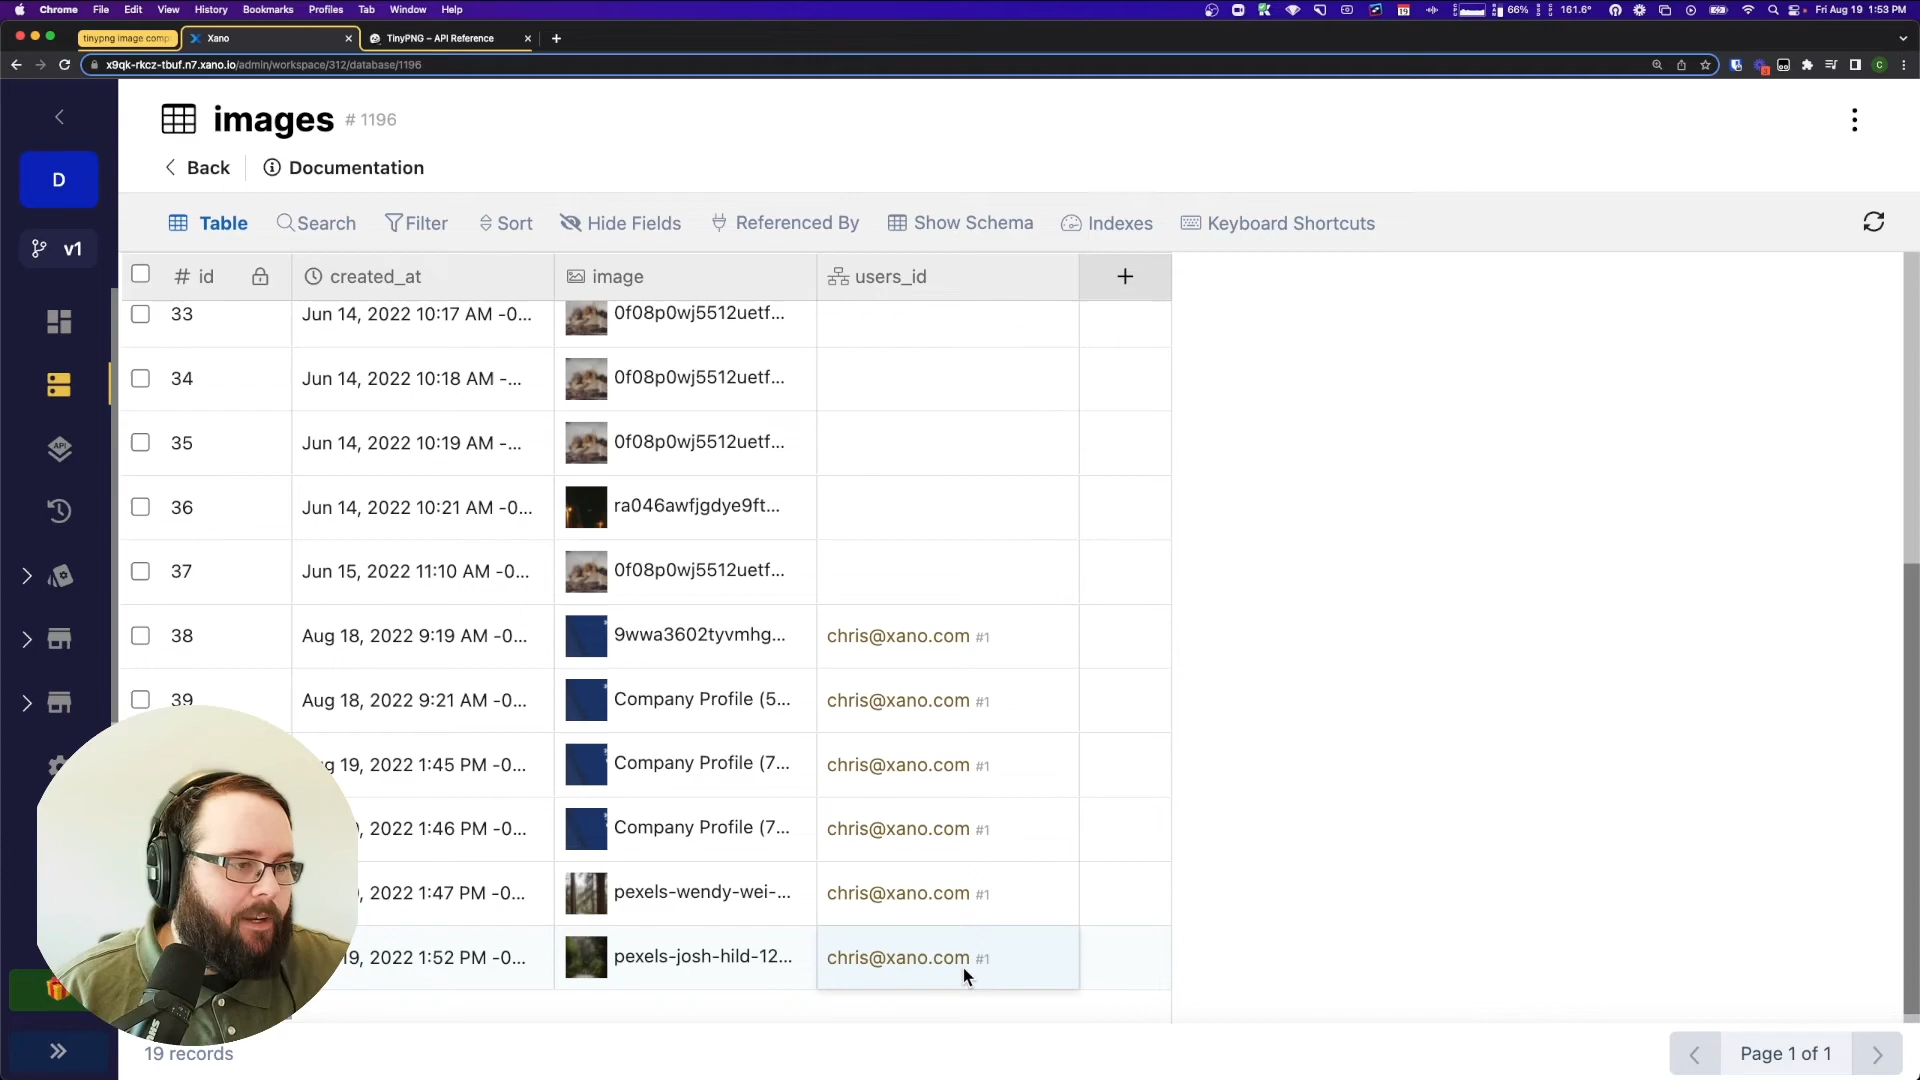 Chrome File Edit View History Bookmarks Profiles Tab Window Help 19 66% 161.6° Fri Aug 19 1:53 PM
tinypng image comp Xano TinyPNG – API Reference
x9qk-rkcz-tbuf.n7.xano.io/admin/workspace/312/database/1196
images # 1196
Back Documentation
D
Table Search Filter Sort Hide Fields Referenced By Show Schema Indexes Keyboard Shortcuts
v1
# id created_at image users_id +
33 Jun 14, 2022 10:17 AM -0... 0f08p0wj5512uetf...
34 Jun 14, 2022 10:18 AM -... 0f08p0wj5512uetf...
35 Jun 14, 2022 10:19 AM -... 0f08p0wj5512uetf...
API
36 Jun 14, 2022 10:21 AM -0... ra046awfjgdye9ft...
37 Jun 15, 2022 11:10 AM -0... 0f08p0wj5512uetf...
38 Aug 18, 2022 9:19 AM -0... 9wwa3602tyvmhg... chris@xano.com #1
39 Aug 18, 2022 9:21 AM -0... Company Profile (5... chris@xano.com #1
g 19, 2022 1:45 PM -0... Company Profile (7... chris@xano.com #1
, 2022 1:46 PM -0... Company Profile (7... chris@xano.com #1
, 2022 1:47 PM -0... pexels-wendy-wei-... chris@xano.com #1
19, 2022 1:52 PM -0... pexels-josh-hild-12... chris@xano.com #1
19 records Page 1 of 1